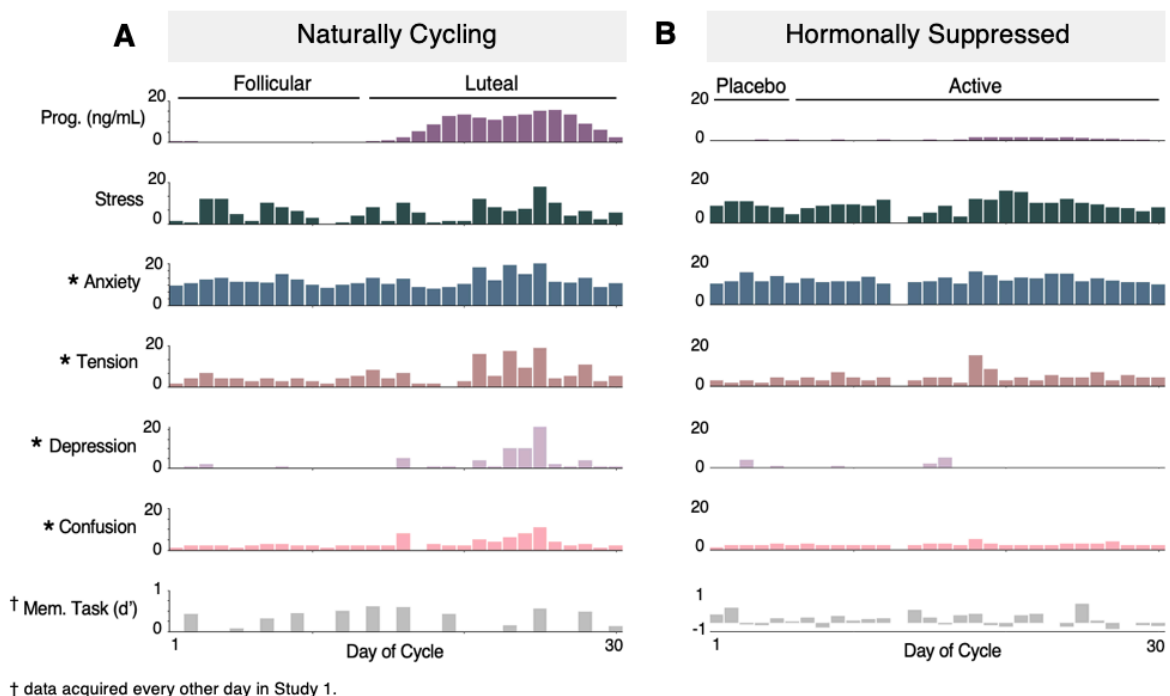 A Naturally Cycling B Hormonally Suppressed
Follicular Luteal Placebo Active
Prog. (ng/mL) 20 0 20 0
Stress 20 0 20 0
* Anxiety 20 0 20 0
* Tension 20 0 20 0
* Depression 20 0 20 0
* Confusion 20 0 20 0
† Mem. Task (d') 1 0 1 -1
1 Day of Cycle 30 Day of Cycle 30
† data acquired every other day in Study 1.